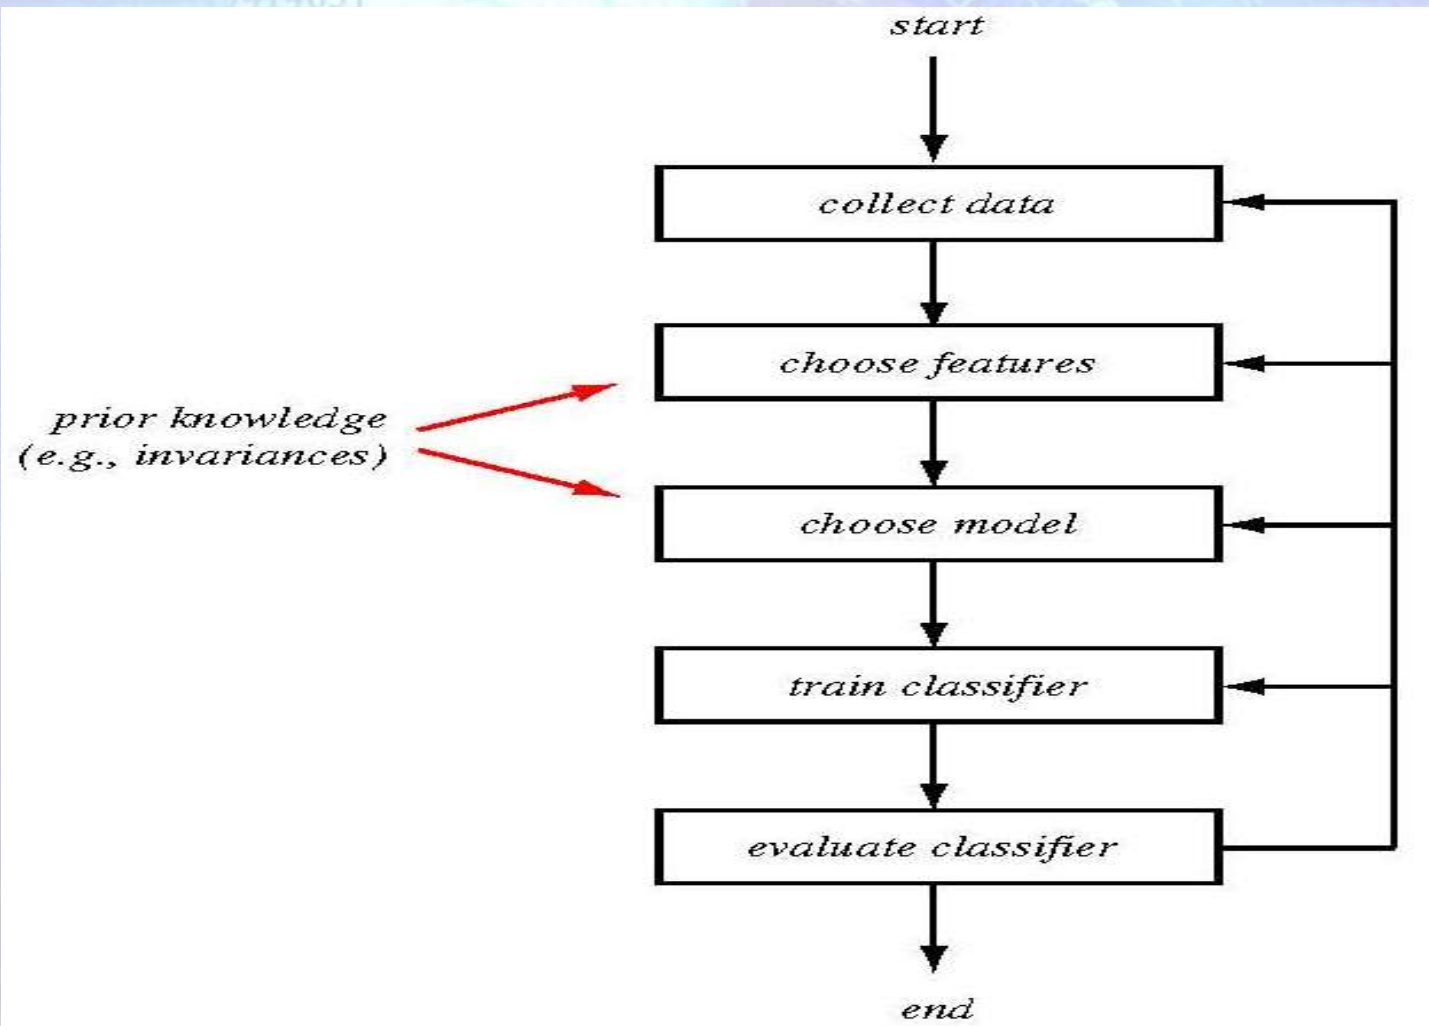 start
collect data
choose features
prior knowledge
(e.g., invariances)
choose model
train classifier
evaluate classifier
end